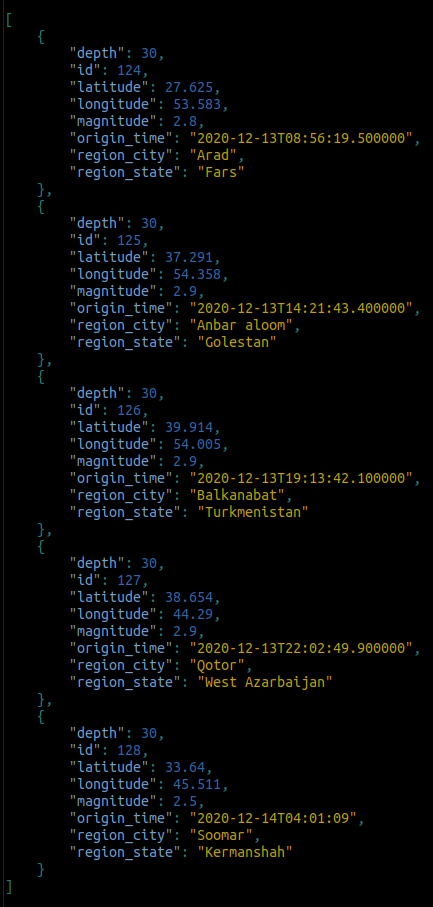 [
    {
        "depth": 30,
        "id": 124,
        "latitude": 27.625,
        "longitude": 53.583,
        "magnitude": 2.8,
        "origin_time": "2020-12-13T08:56:19.500000",
        "region_city": "Arad",
        "region_state": "Fars"
    },
    {
        "depth": 30,
        "id": 125,
        "latitude": 37.291,
        "longitude": 54.358,
        "magnitude": 2.9,
        "origin_time": "2020-12-13T14:21:43.400000",
        "region_city": "Anbar aloom",
        "region_state": "Golestan"
    },
    {
        "depth": 30,
        "id": 126,
        "latitude": 39.914,
        "longitude": 54.005,
        "magnitude": 2.9,
        "origin_time": "2020-12-13T19:13:42.100000",
        "region_city": "Balkanabat",
        "region_state": "Turkmenistan"
    },
    {
        "depth": 30,
        "id": 127,
        "latitude": 38.654,
        "longitude": 44.29,
        "magnitude": 2.9,
        "origin_time": "2020-12-13T22:02:49.900000",
        "region_city": "Qotor",
        "region_state": "West Azarbaijan"
    },
    {
        "depth": 30,
        "id": 128,
        "latitude": 33.64,
        "longitude": 45.511,
        "magnitude": 2.5,
        "origin_time": "2020-12-14T04:01:09",
        "region_city": "Soomar",
        "region_state": "Kermanshah"
    }
]